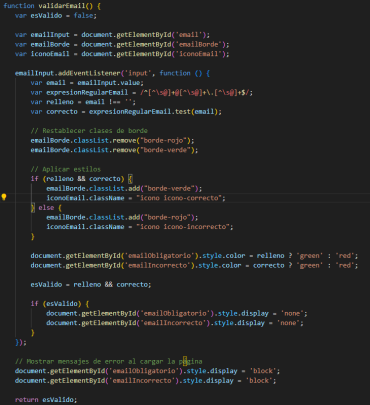 function validarEmail() {
var esValido = false;
var emailInput = document.getElementById('email');
var emailBorde = document.getElementById('emailBorde');
var iconoEmail = document.getElementById('iconoEmail');
emailInput.addEventListener('input', function () {
var email = emailInput.value;
var expresionRegularEmail = /^[^\s@]+@[^\s@]+\.[^\s@]+$/;
var relleno = email !== '';
var correcto = expresionRegularEmail.test(email);
// Restablecer clases de borde
emailBorde.classList.remove("borde-rojo");
emailBorde.classList.remove("borde-verde");
// Aplicar estilos
if (relleno && correcto) {
emailBorde.classList.add("borde-verde");
iconoEmail.className = "icono icono-correcto";
} else {
emailBorde.classList.add("borde-rojo");
iconoEmail.className = "icono icono-incorrecto";
}
document.getElementById('emailObligatorio').style.color = relleno ? 'green' : 'red';
document.getElementById('emailIncorrecto').style.color = correcto ? 'green' : 'red';
esValido = relleno && correcto;
if (esValido) {
document.getElementById('emailObligatorio').style.display = 'none';
document.getElementById('emailIncorrecto').style.display = 'none';
}
});
// Mostrar mensajes de error al cargar la página
document.getElementById('emailObligatorio').style.display = 'block';
document.getElementById('emailIncorrecto').style.display = 'block';
return esValido;